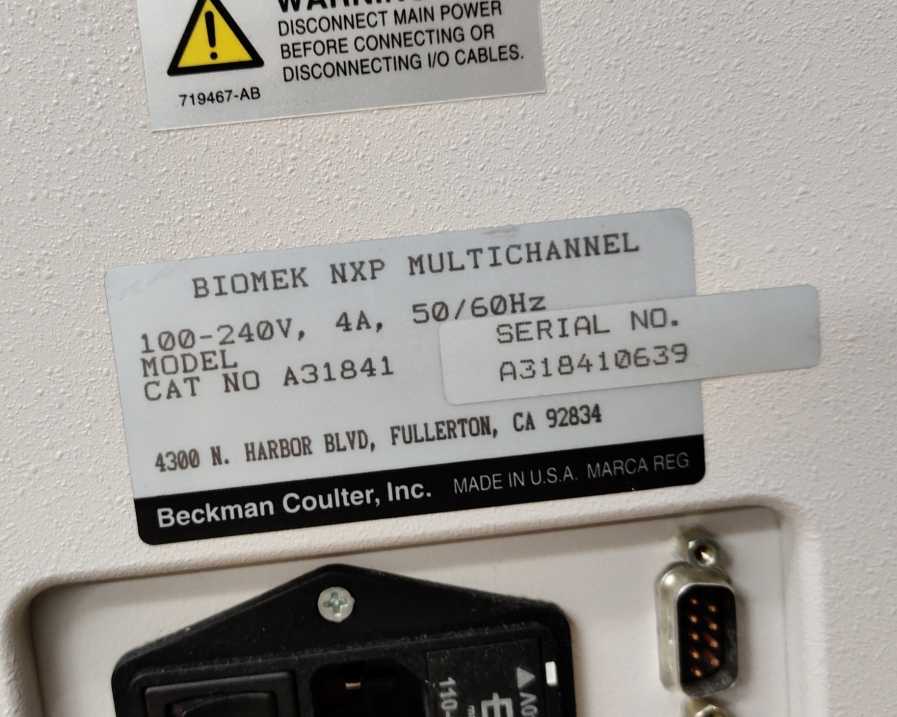 WARNING
DISCONNECT MAIN POWER
BEFORE CONNECTING OR
DISCONNECTING I/O CABLES.
719467-AB
BIOMEK NXP MULTICHANNEL
100-240V, 4A, 50/60Hz
MODEL
CAT NO A31841
SERIAL NO.
A318410639
4300 N. HARBOR BLVD, FULLERTON, CA 92834
Beckman Coulter, Inc. MADE IN U.S.A. MARCA REG
110-